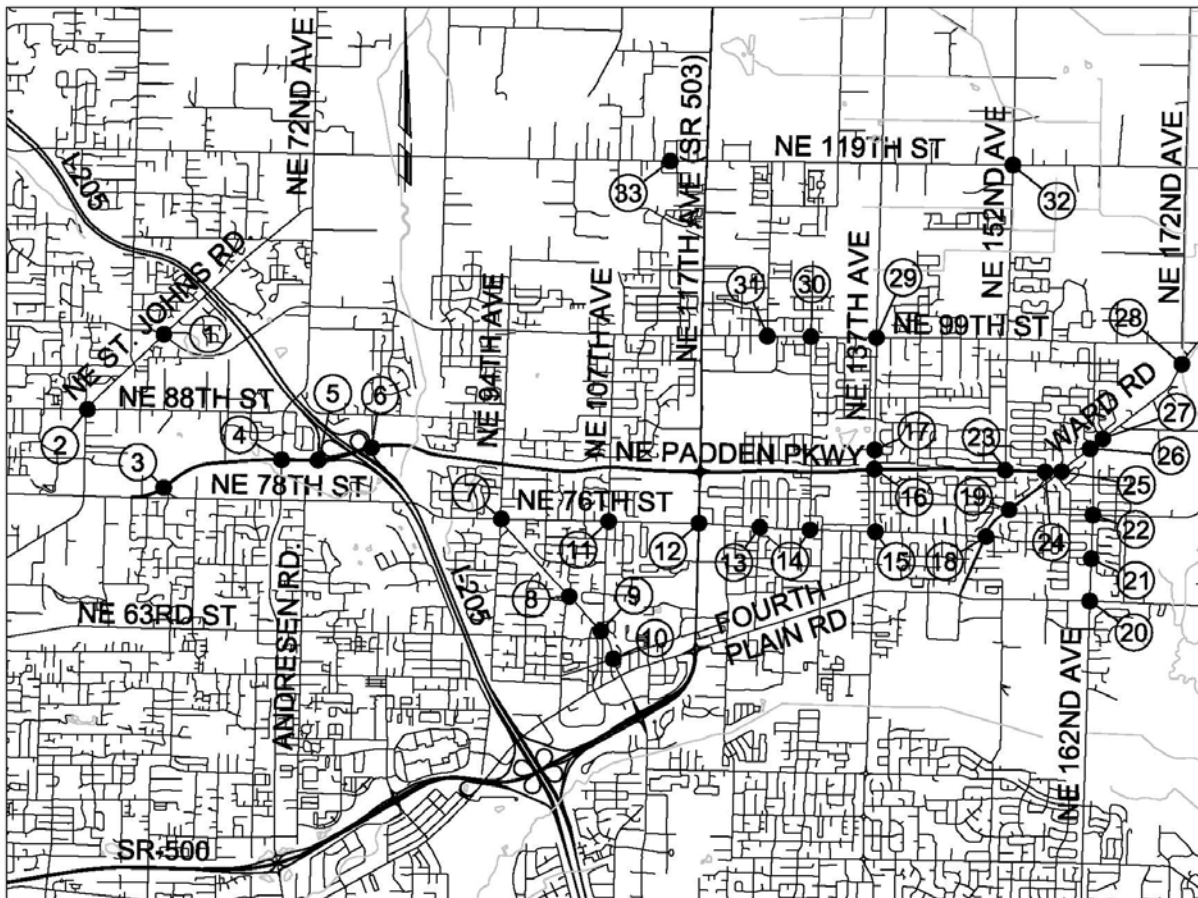 NE 72ND AVE
I-205
NE 119TH ST
33
NE 117TH AVE (SR 503)
NE 152ND AVE
32
NE 172ND AVE
NE ST. JOHNS RD.
1
NE 94TH AVE
NE 107TH AVE
31
30
NE 137TH AVE
29
NE 99TH ST
28
2
NE 88TH ST
5
6
WARD RD
27
4
3
NE 78TH ST
NE PADDEN PKWY
17
23
26
7
NE 76TH ST
16
19
25
11
12
13
14
15
18
24
22
21
20
ANDRESEN RD.
I-205
NE 63RD ST
8
9
10
FOURTH
PLAIN RD
NE 162ND AVE
SR-500